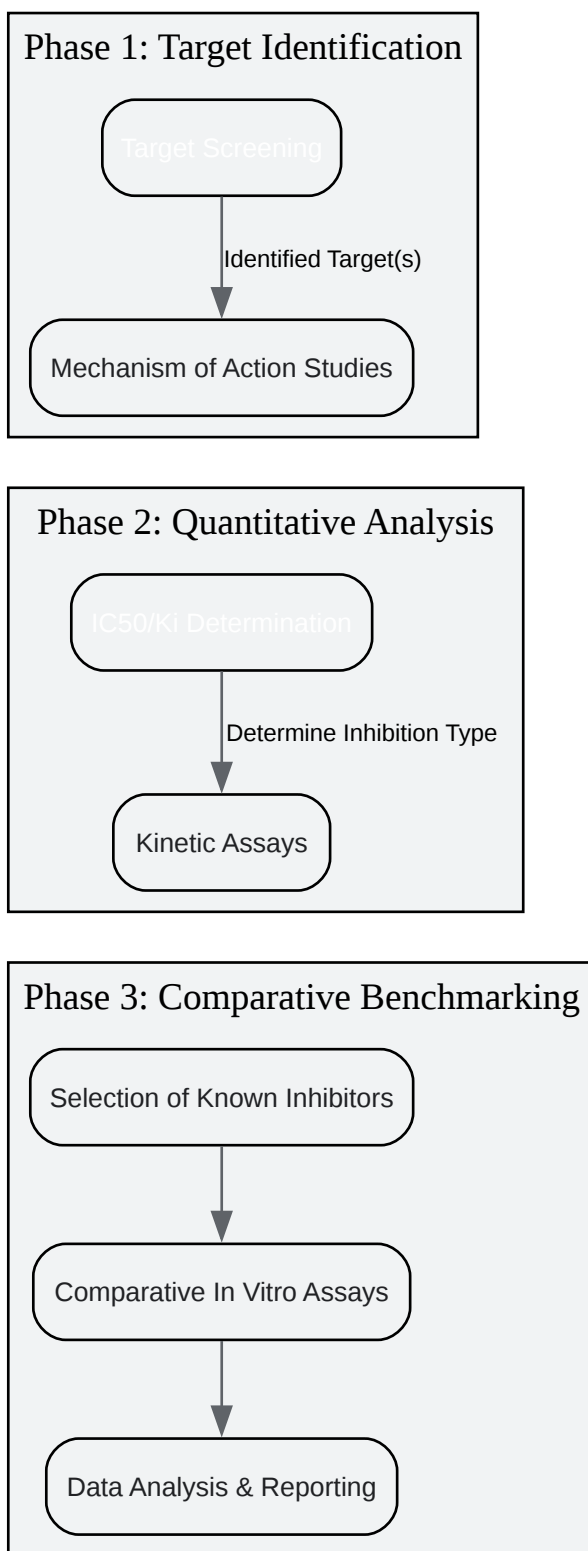 Phase 1: Target Identification
Target Screening
Identified Target(s)
Mechanism of Action Studies
Phase 2: Quantitative Analysis
IC50/Ki Determination
Determine Inhibition Type
Kinetic Assays
Phase 3: Comparative Benchmarking
Selection of Known Inhibitors
Comparative In Vitro Assays
Data Analysis & Reporting